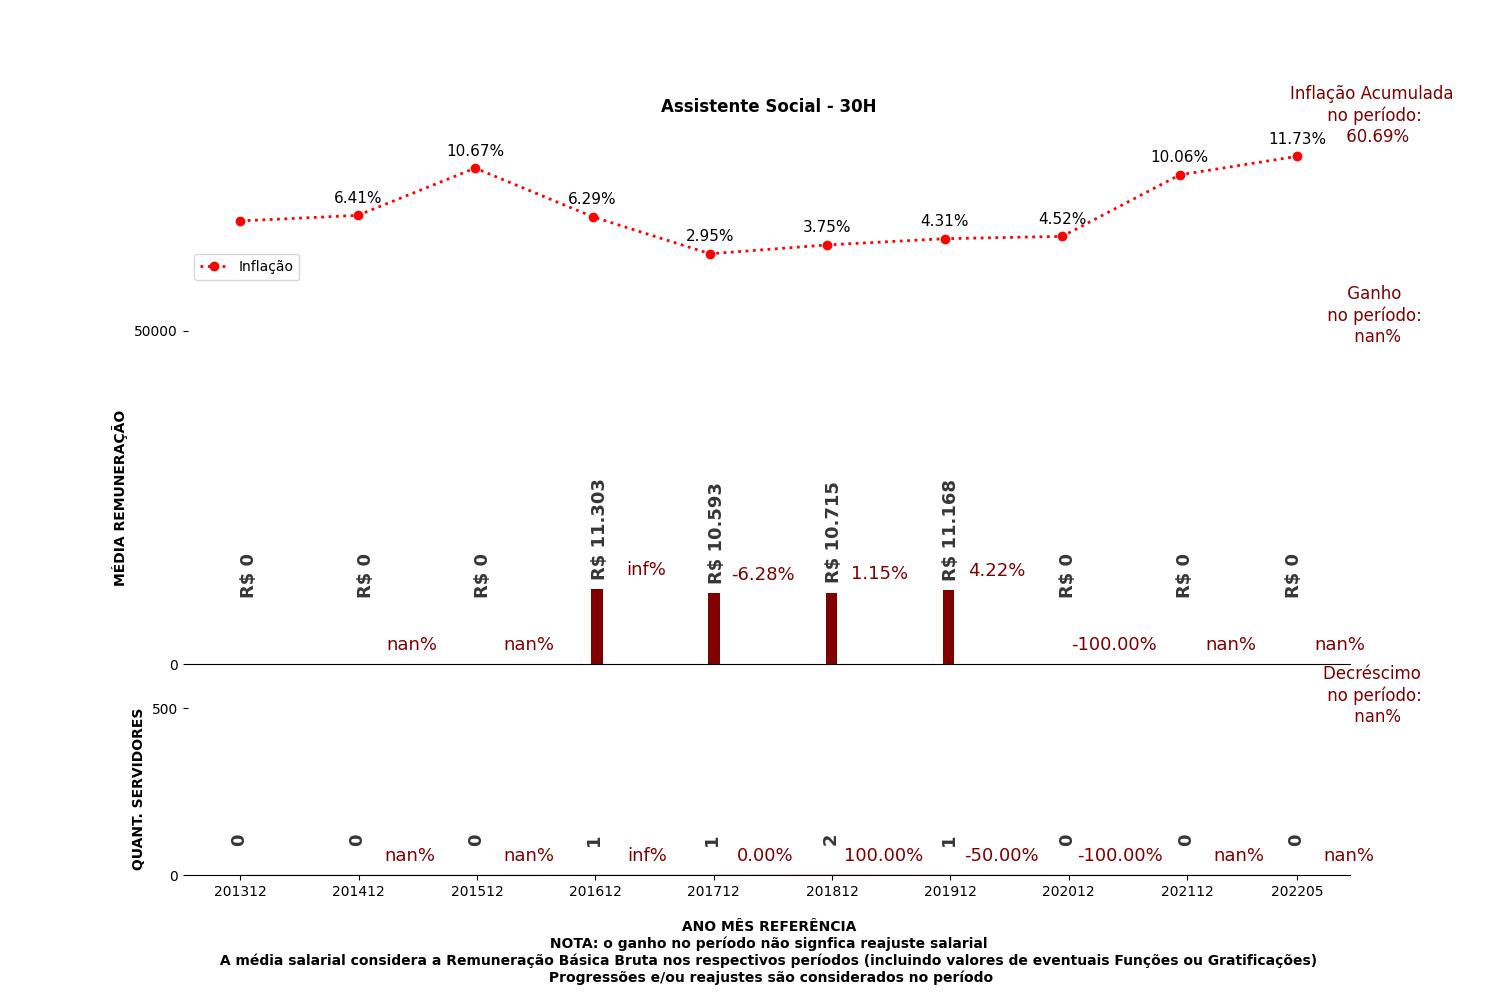 Assistente Social - 30H
Inflação Acumulada
no período:
60.69%
6.41%
10.67%
6.29%
2.95%
3.75%
4.31%
4.52%
10.06%
11.73%
Inflação
Ganho
no período:
nan%
50000
0
MÉDIA REMUNERAÇÃO
R$ 0
R$ 0
R$ 0
R$ 11.303
R$ 10.593
R$ 10.715
R$ 11.168
R$ 0
R$ 0
R$ 0
nan%
nan%
inf%
-6.28%
1.15%
4.22%
-100.00%
nan%
nan%
Decréscimo
no período:
nan%
500
0
QUANT. SERVIDORES
0
0
0
1
1
2
1
0
0
0
nan%
nan%
inf%
0.00%
100.00%
-50.00%
-100.00%
nan%
nan%
201312
201412
201512
201612
201712
201812
201912
202012
202112
202205
ANO MÊS REFERÊNCIA
NOTA: o ganho no período não signfica reajuste salarial
A média salarial considera a Remuneração Básica Bruta nos respectivos períodos (incluindo valores de eventuais Funções ou Gratificações)
Progressões e/ou reajustes são considerados no período